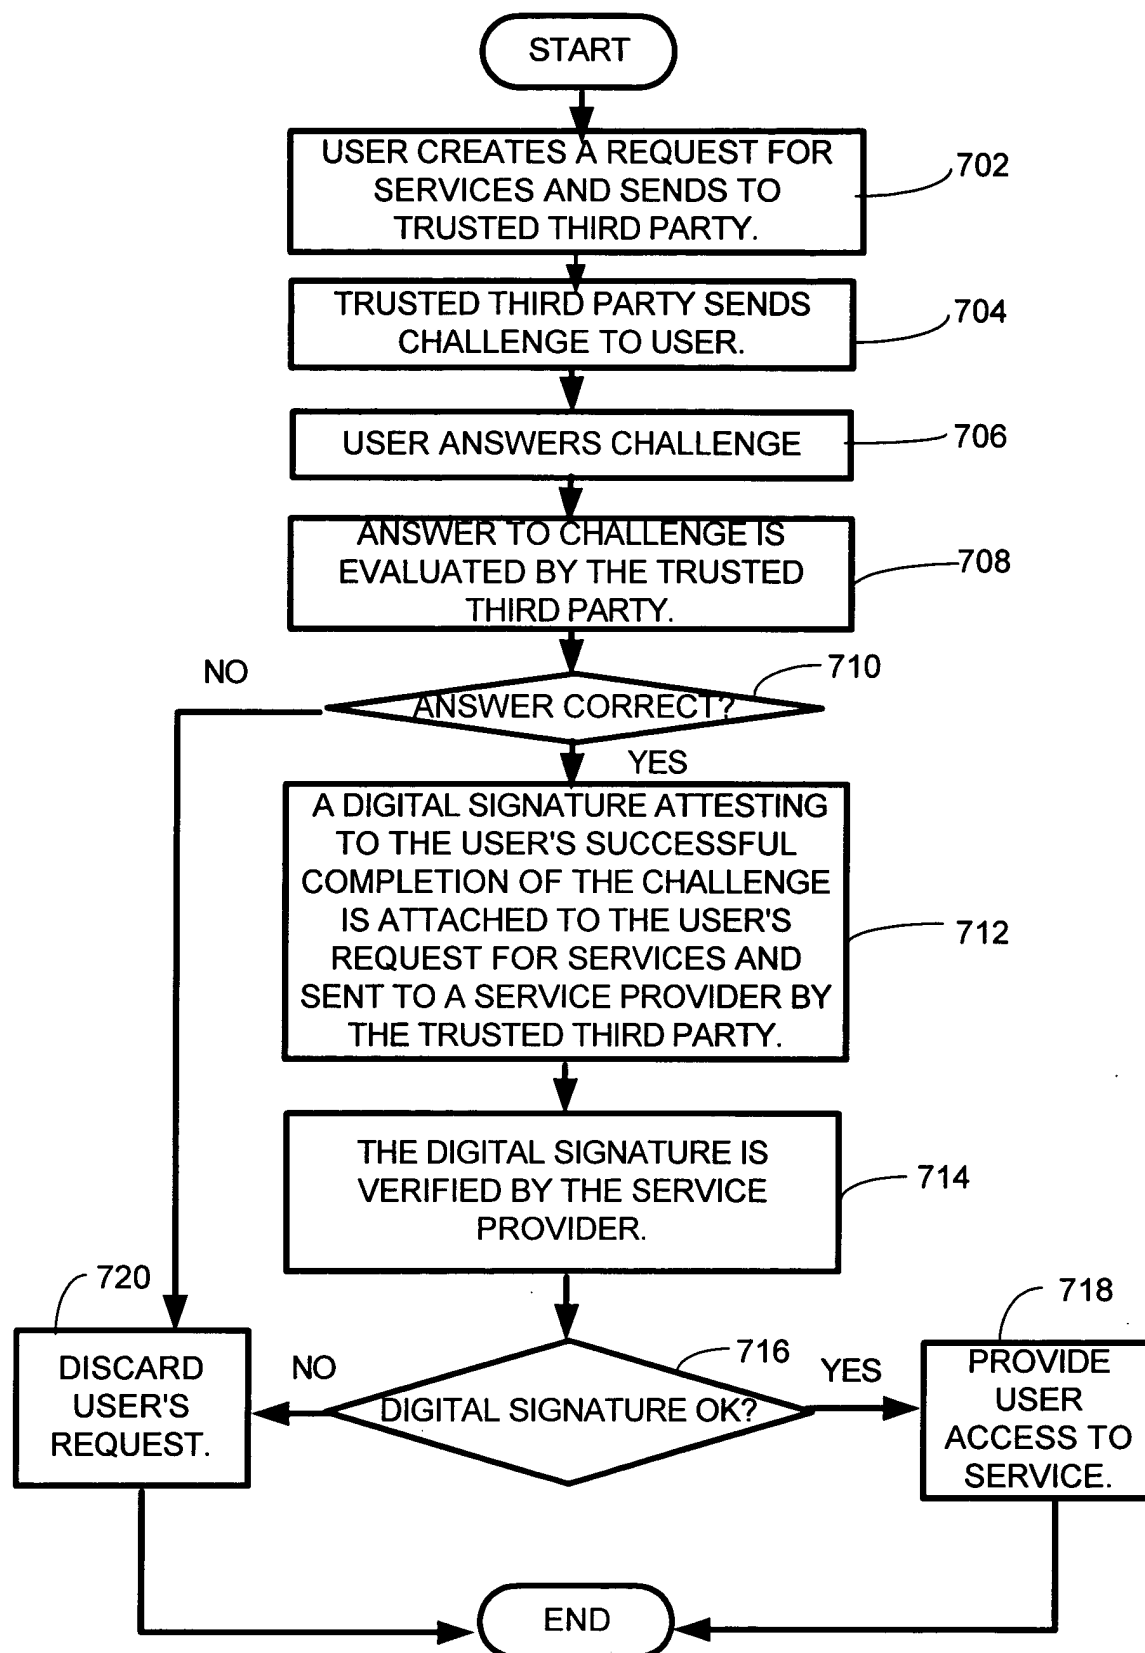 START
USER CREATES A REQUEST FOR
SERVICES AND SENDS TO
TRUSTED THIRD PARTY.
702
TRUSTED THIRD PARTY SENDS
CHALLENGE TO USER.
704
USER ANSWERS CHALLENGE
706
ANSWER TO CHALLENGE IS
EVALUATED BY THE TRUSTED
THIRD PARTY.
708
NO
710
ANSWER CORRECT?
YES
A DIGITAL SIGNATURE ATTESTING
TO THE USER'S SUCCESSFUL
COMPLETION OF THE CHALLENGE
IS ATTACHED TO THE USER'S
REQUEST FOR SERVICES AND
SENT TO A SERVICE PROVIDER BY
THE TRUSTED THIRD PARTY.
712
THE DIGITAL SIGNATURE IS
VERIFIED BY THE SERVICE
PROVIDER.
714
720
DISCARD
USER'S
REQUEST.
NO
716
DIGITAL SIGNATURE OK?
YES
718
PROVIDE
USER
ACCESS TO
SERVICE.
END